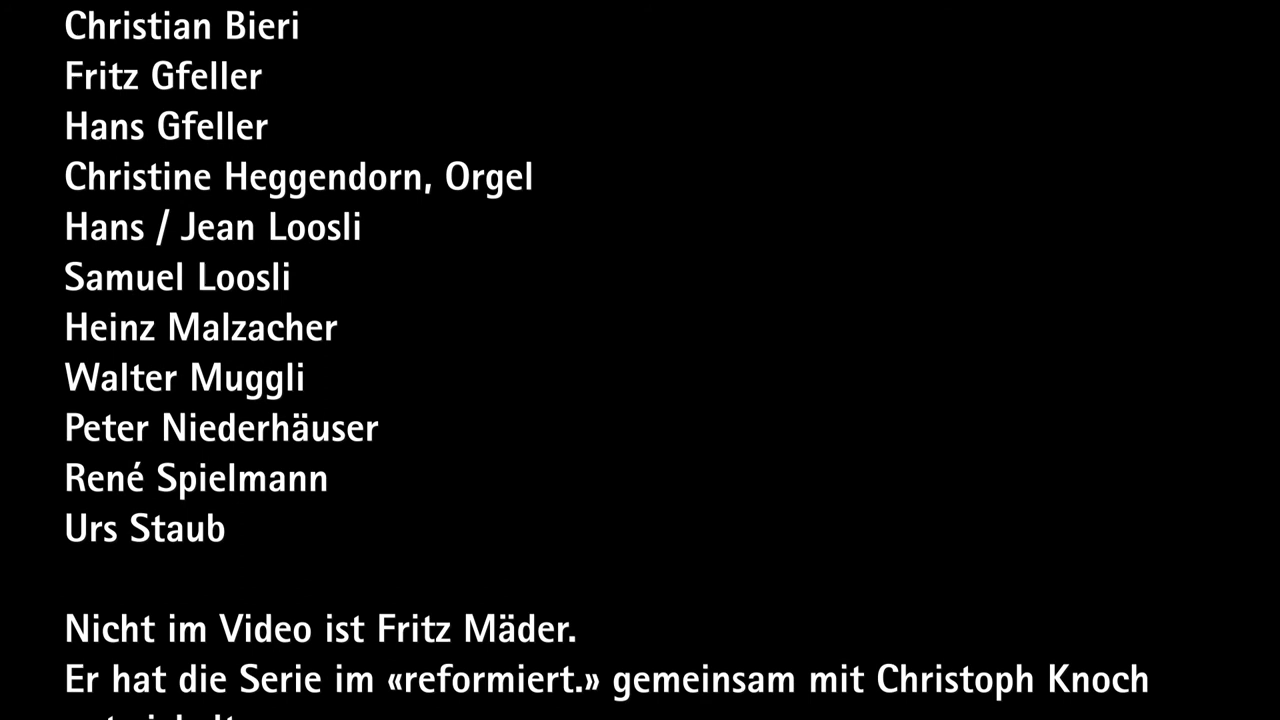 Christian Bieri
Fritz Gfeller
Hans Gfeller
Christine Heggendorn, Orgel
Hans / Jean Loosli
Samuel Loosli
Heinz Malzacher
Walter Muggli
Peter Niederhäuser
René Spielmann
Urs Staub
Nicht im Video ist Fritz Mäder.
Er hat die Serie im «reformiert.» gemeinsam mit Christoph Knoch